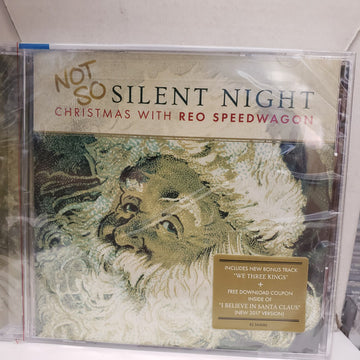 NOT
SO SILENT NIGHT
CHRISTMAS WITH REO SPEEDWAGON
INCLUDES NEW BONUS TRACK
"WE THREE KINGS"
+
FREE DOWNLOAD COUPON
INSIDE OF
"I BELIEVE IN SANTA CLAUS"
(NEW 2017 VERSION)